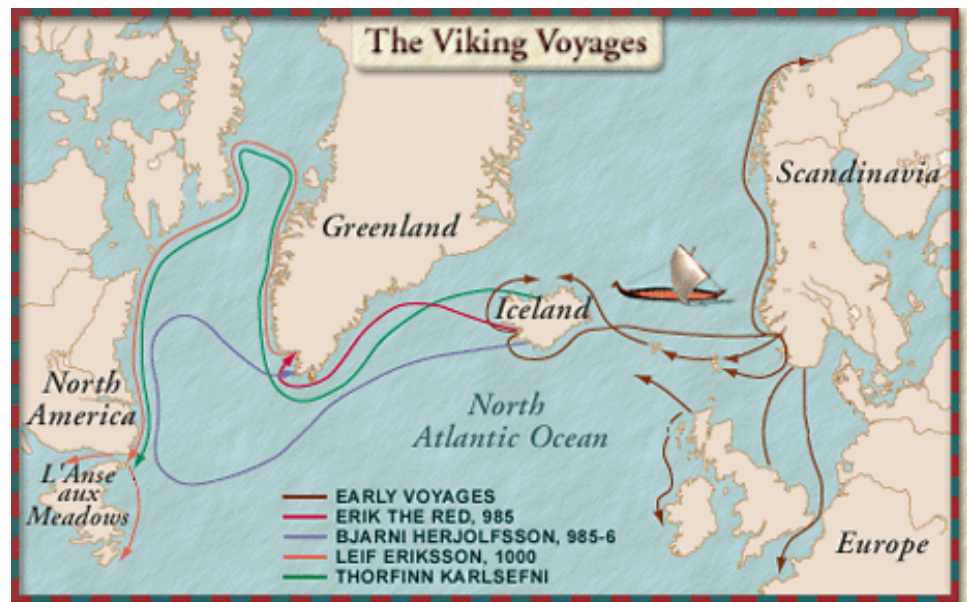 The Viking Voyages
Scandinavia
Greenland
Iceland
North
America
North
Atlantic Ocean
L'Anse
aux
Meadows
Europe
EARLY VOYAGES
ERIK THE RED, 985
BJARNI HERJOLFSSON, 985-6
LEIF ERIKSSON, 1000
THORFINN KARLSEFNI